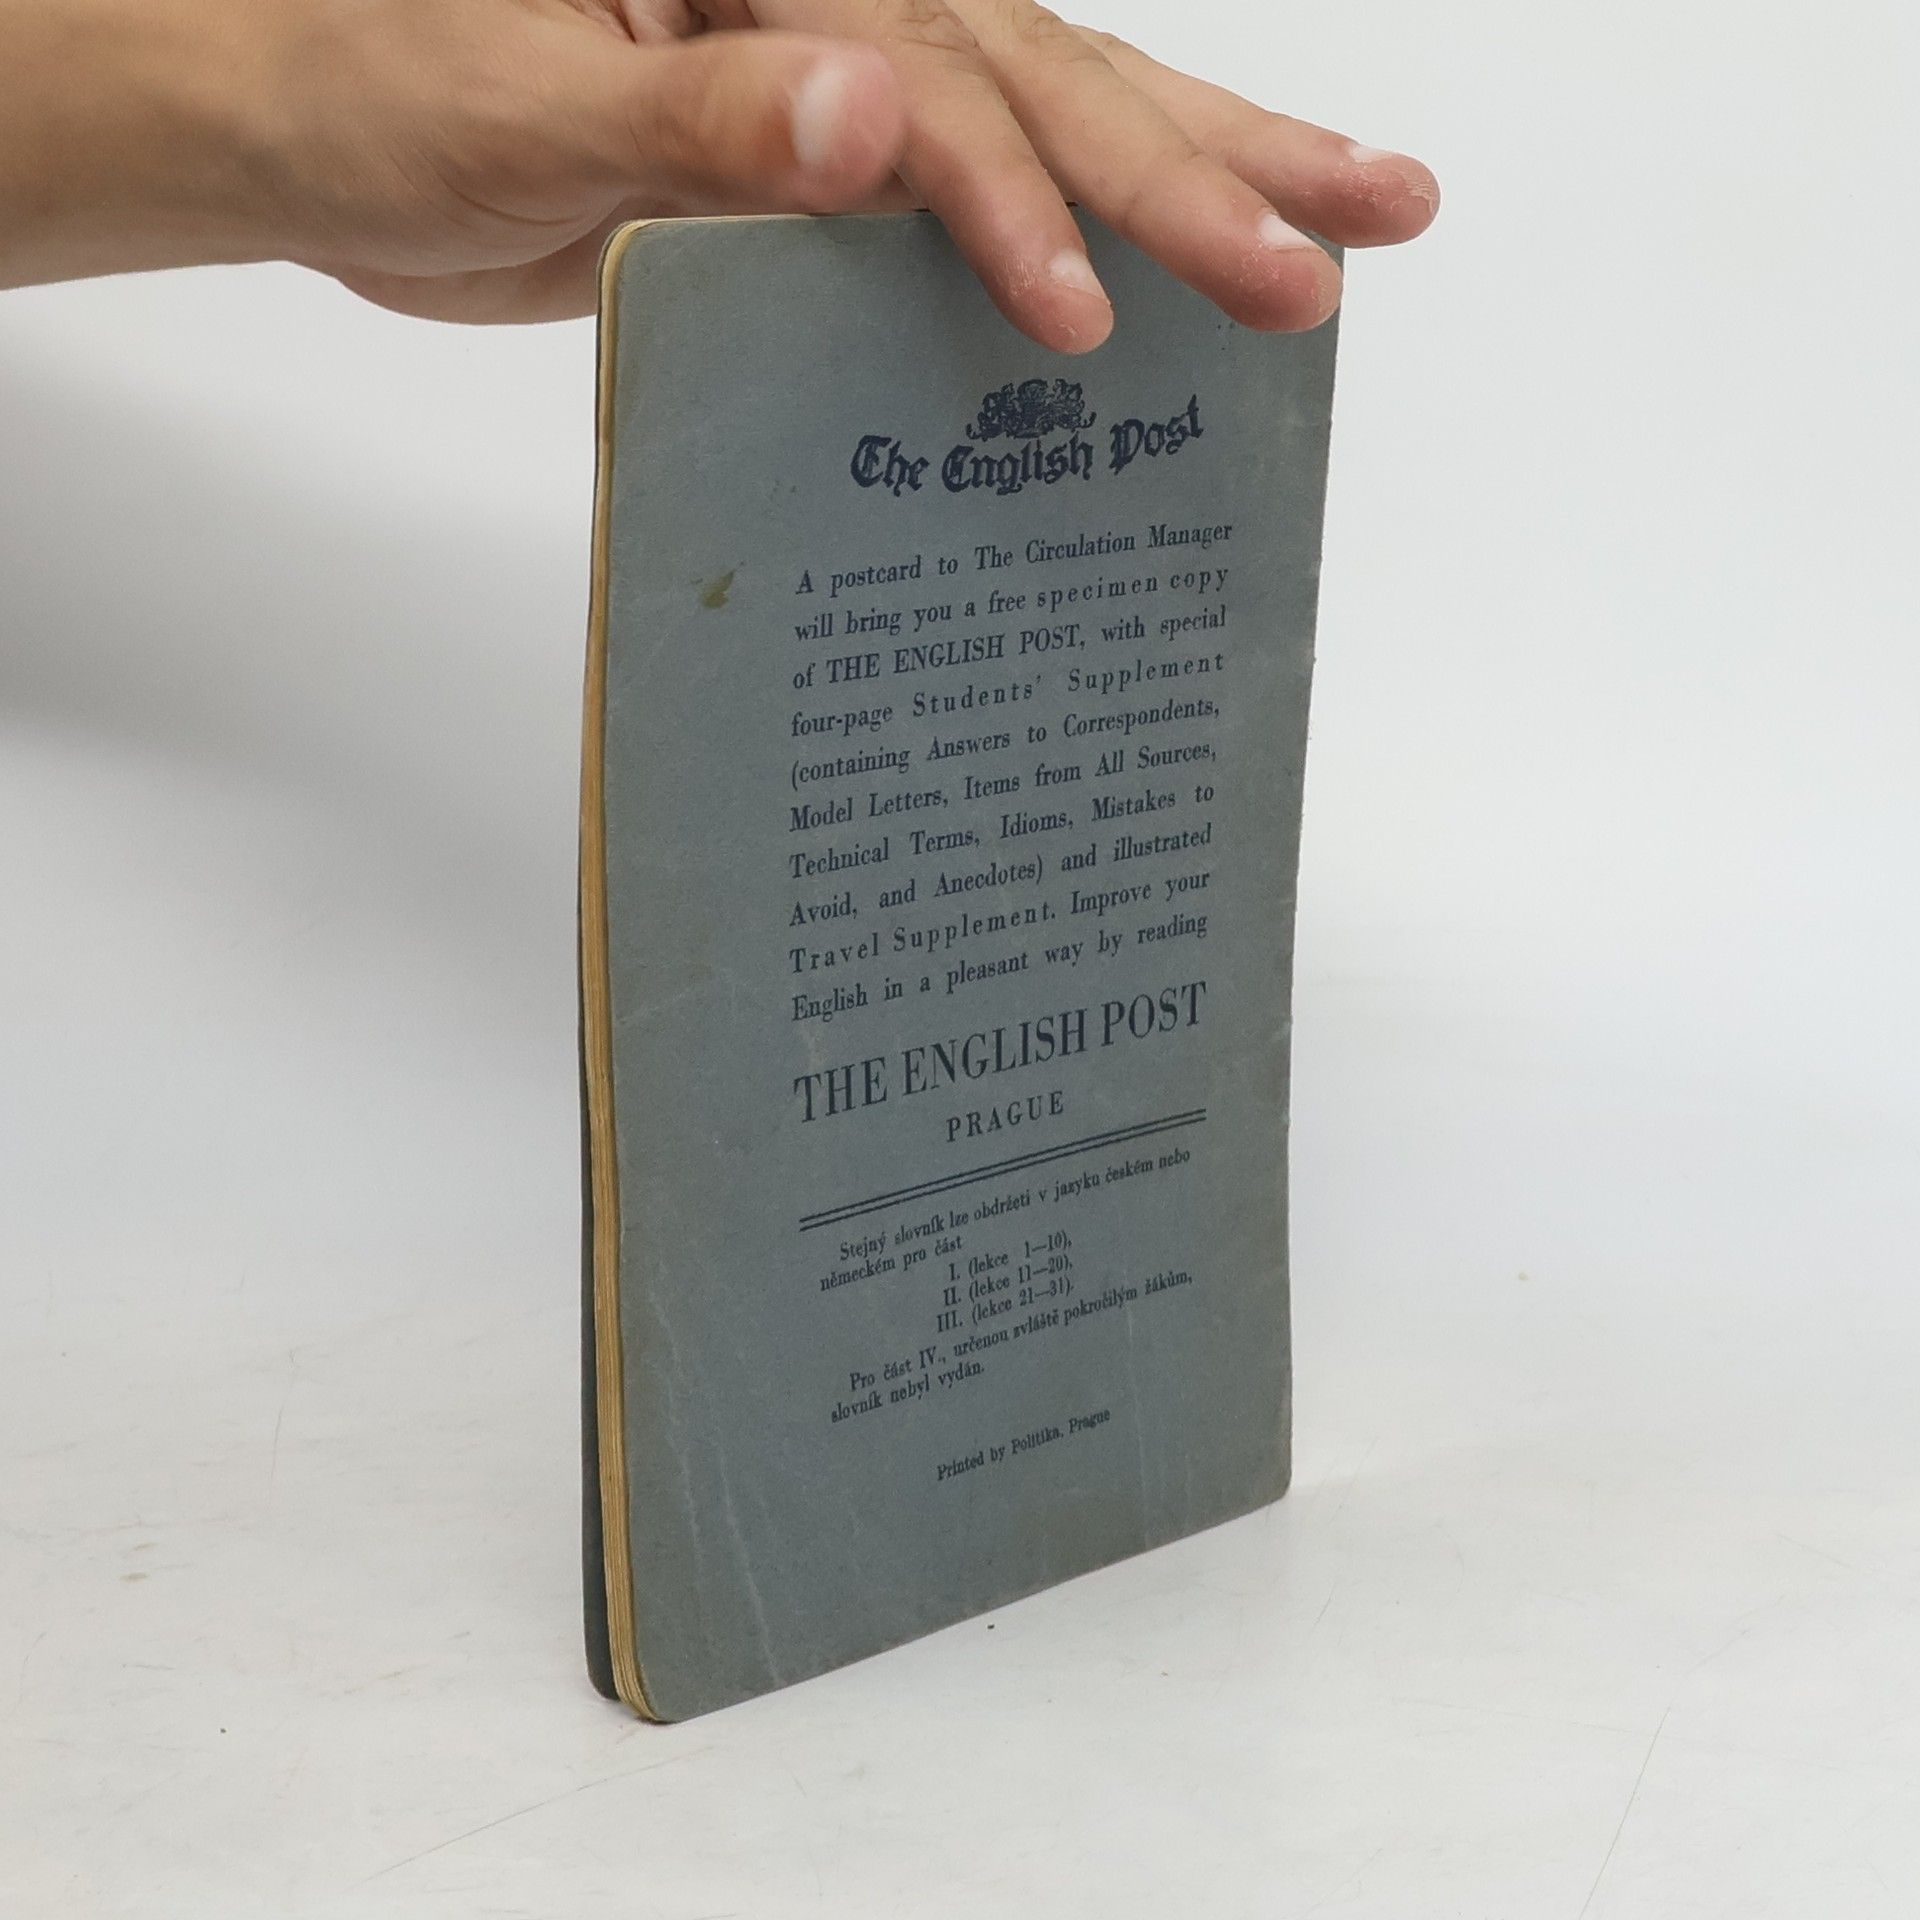 The English Post
A postcard to The Circulation Manager
will bring you a free specimen copy
of THE ENGLISH POST, with special
four-page Students' Supplement
(containing Answers to Correspondents,
Model Letters, Items from All Sources,
Technical Terms, Idioms, Mistakes to
Avoid, and Anecdotes) and illustrated
Travel Supplement. Improve your
English in a pleasant way by reading
THE ENGLISH POST
PRAGUE
Stejný slovník lze obdržeti v jazyku českém nebo
německém pro část
I. (lekce 1—10),
II. (lekce 11—20),
III. (lekce 21—31).
Pro část IV., určenou zvláště pokročilým žákům,
slovník nebyl vydán.
Printed by Politika, Prague